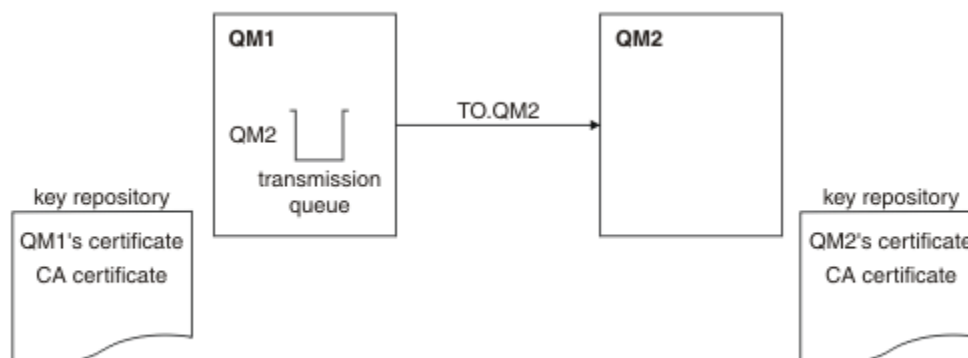 QM1
QM2
TO.QM2
QM2
transmission
queue
key repository
QM1's certificate
CA certificate
key repository
QM2's certificate
CA certificate